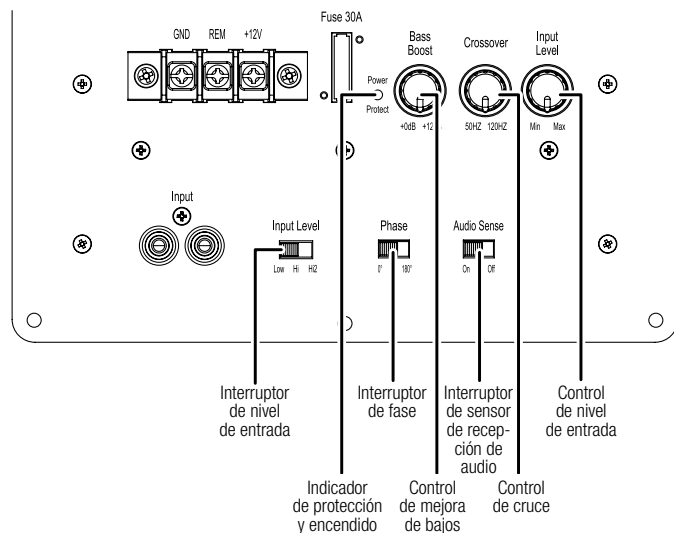 Fuse 30A
GND REM +12V
Bass
Boost
Crossover
Input
Level
Power
Protect
+0dB
50HZ 120HZ
Min Max
Input
Input Level
Low Hi Hi2
Phase
0° 180°
Audio Sense
On Off
Interruptor
de nivel
de entrada
Interruptor
de fase
Interruptor
de sensor
de recep-
ción de
audio
Control
de nivel
de entrada
Indicador
de protección
y encendido
Control
de mejora
de bajos
Control
de cruce